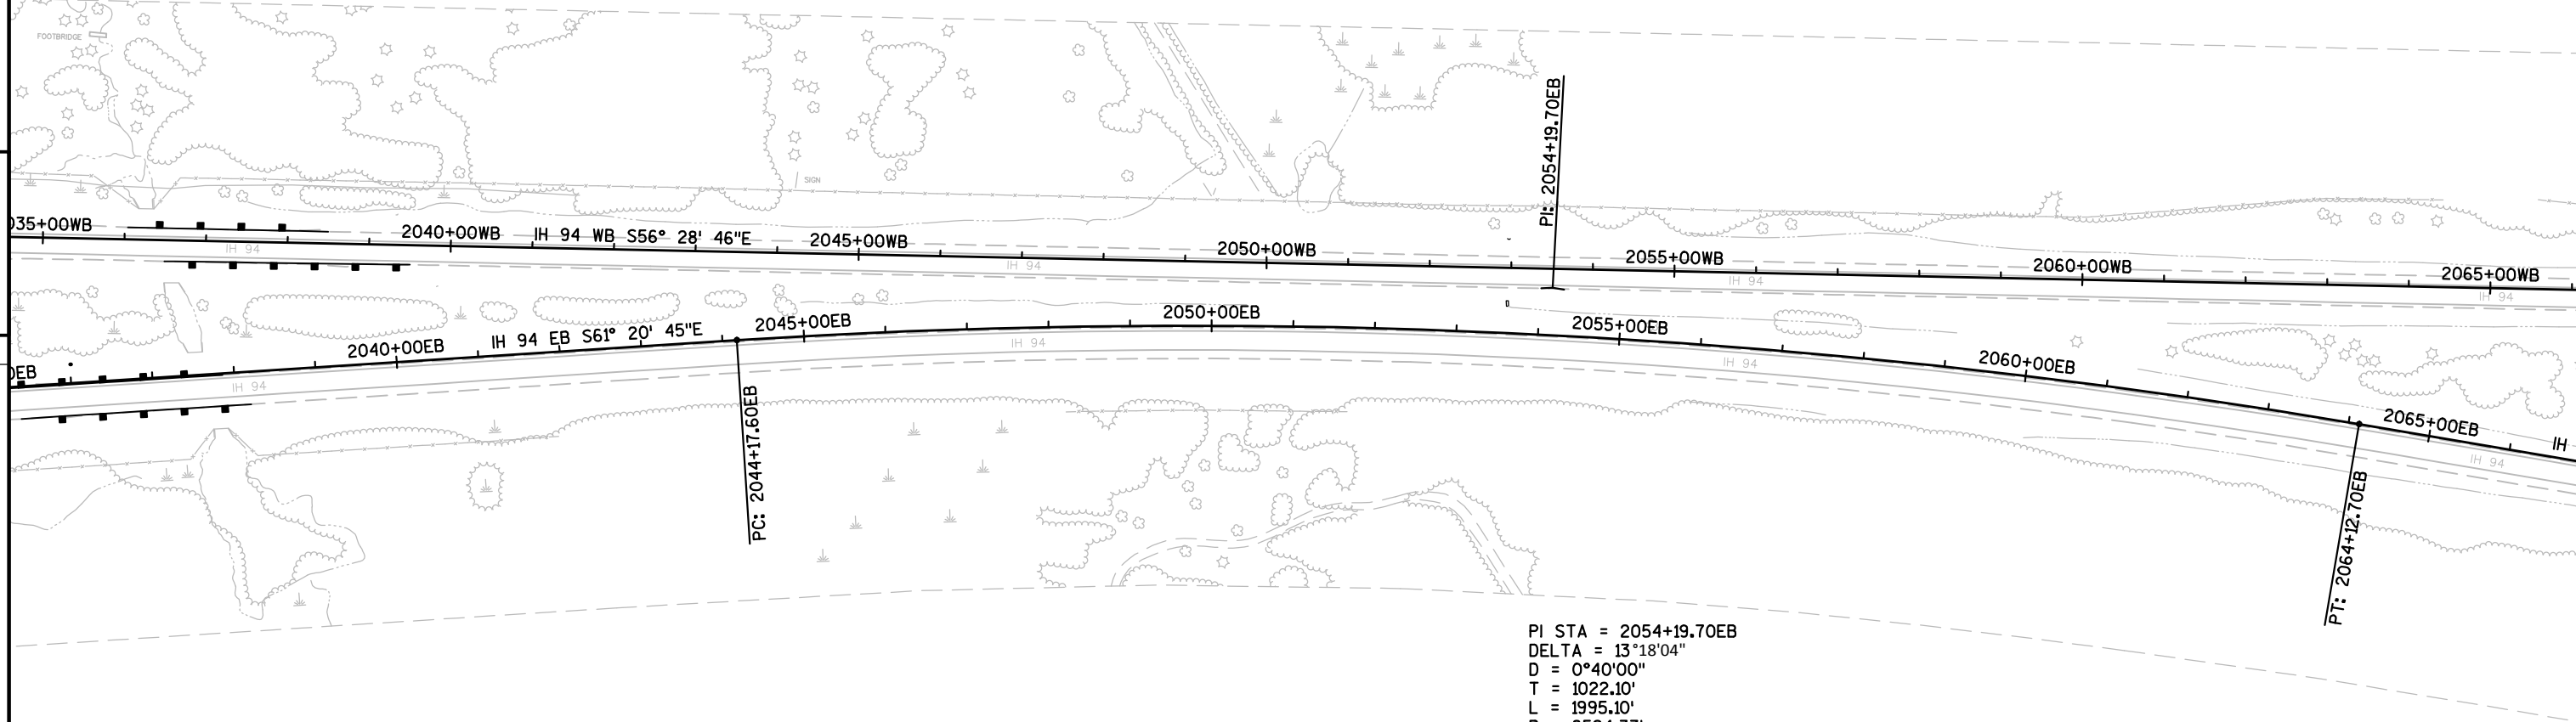 FOOTBRIDGE
SIGN
PI: 2054+19.70EB
035+00WB
2040+00WB
IH 94 WB S56° 28' 46"E
2045+00WB
2050+00WB
2055+00WB
2060+00WB
2065+00WB
IH 94
IH 94
IH 94
IH 94
2040+00EB
IH 94 EB S61° 20' 45"E
2045+00EB
2050+00EB
2055+00EB
2060+00EB
2065+00EB
0EB
IH 94
IH 94
IH 94
IH 94
IH
PC: 2044+17.60EB
PT: 2064+12.70EB
PI STA = 2054+19.70EB
DELTA = 13°18'04"
D = 0°40'00"
T = 1022.10'
L = 1995.10'